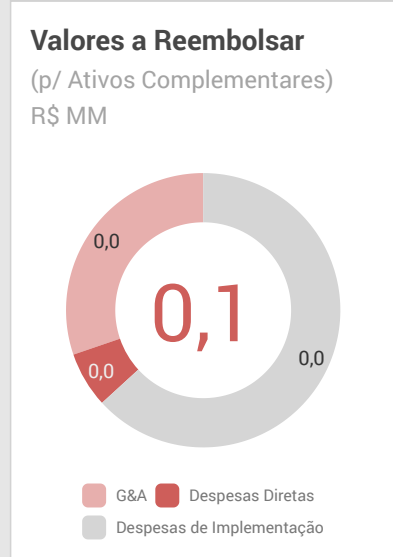 Valores a Reembolsar
(p/ Ativos Complementares)
R$ MM
0,0
0,1
0,0
0,0
G&A Despesas Diretas
Despesas de Implementação